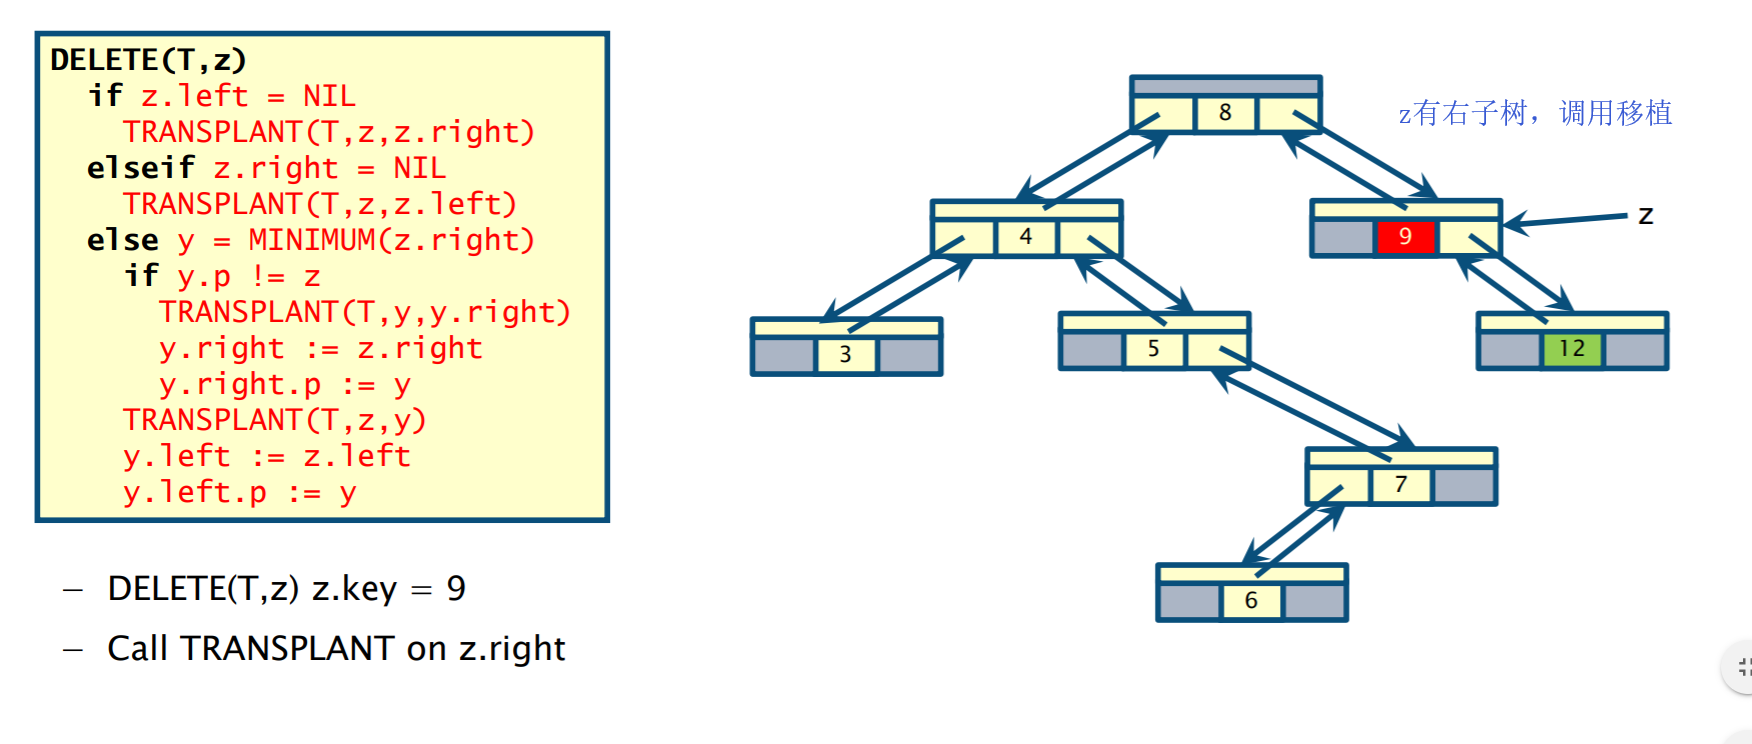 DELETE(T,z)
if z.left = NIL
TRANSPLANT(T,z,z.right)
elseif z.right = NIL
TRANSPLANT(T,z,z.left)
else y = MINIMUM(z.right)
if y.p != z
TRANSPLANT(T,y,y.right)
y.right := z.right
y.right.p := y
TRANSPLANT(T,z,y)
y.left := z.left
y.left.p := y
– DELETE(T,z) z.key = 9
– Call TRANSPLANT on z.right
z有右子树，调用移植
8
4
9
z
3
5
12
7
6